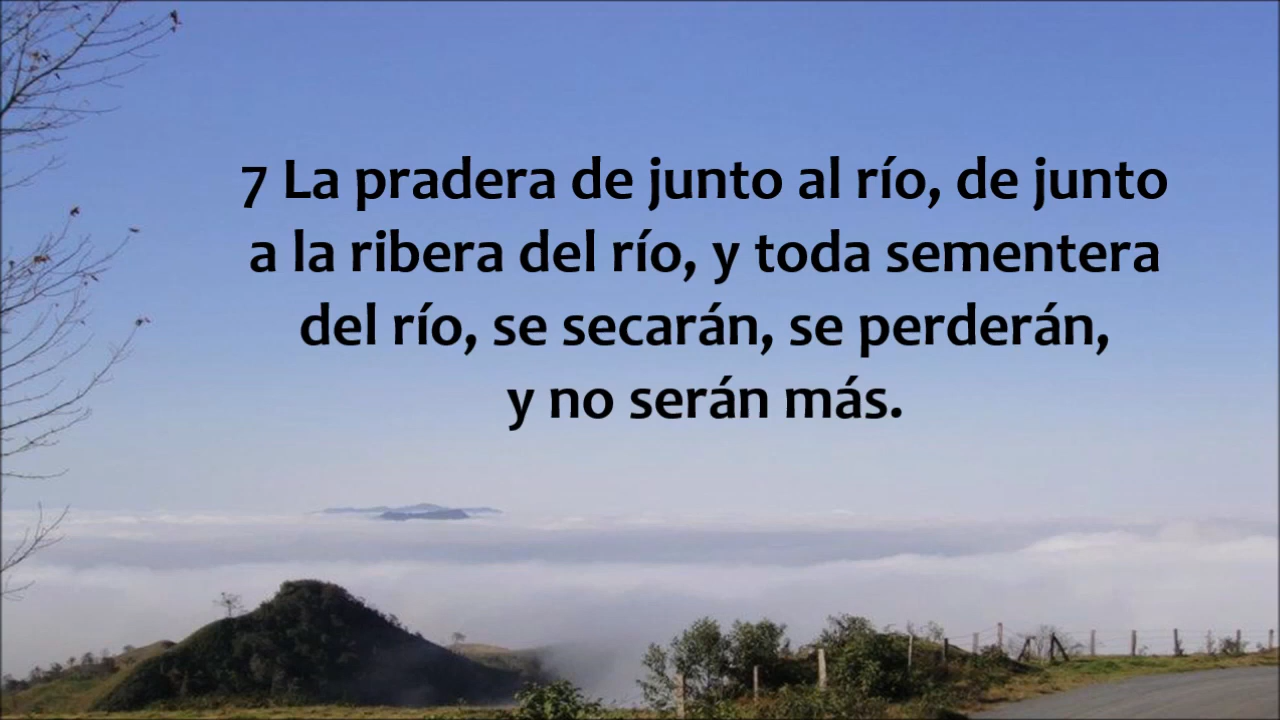 7 La pradera de junto al río, de junto
a la ribera del río, y toda sementera
del río, se secarán, se perderán,
y no serán más.